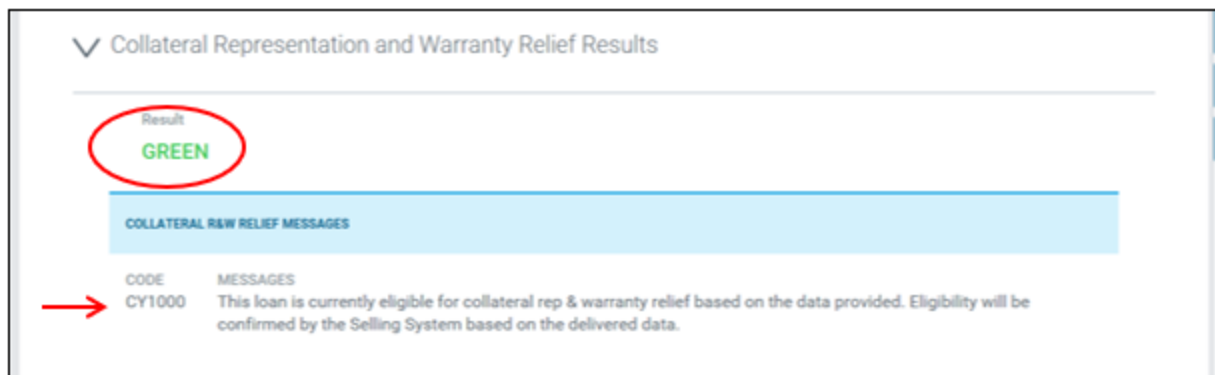 Collateral Representation and Warranty Relief Results
Result
GREEN
COLLATERAL R&W RELIEF MESSAGES
CODE MESSAGES
CY1000 This loan is currently eligible for collateral rep & warranty relief based on the data provided. Eligibility will be
confirmed by the Selling System based on the delivered data.